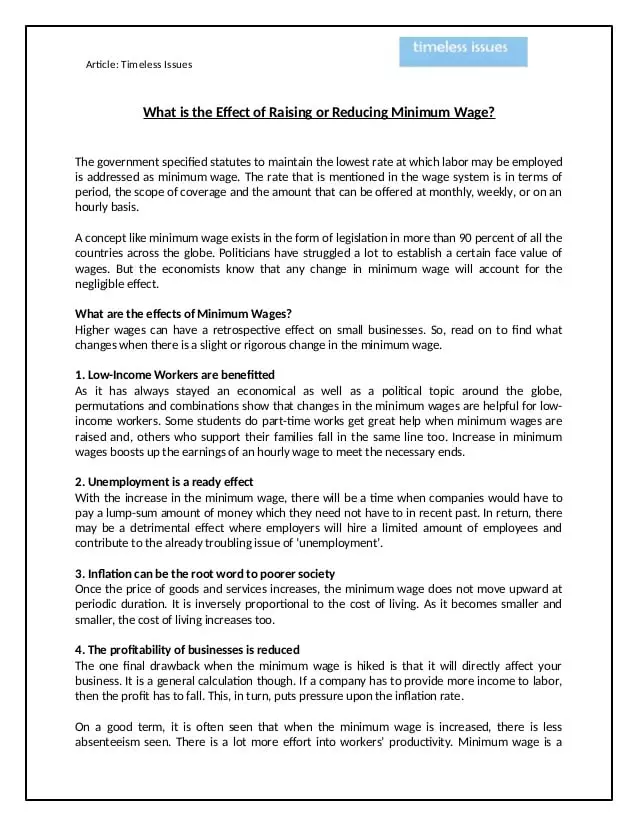 timeless issues
Article: Timeless Issues
What is the Effect of Raising or Reducing Minimum Wage?
The government specified statutes to maintain the lowest rate at which labor may be employed
is addressed as minimum wage. The rate that is mentioned in the wage system is in terms of
period, the scope of coverage and the amount that can be offered at monthly, weekly, or on an
hourly basis.
A concept like minimum wage exists in the form of legislation in more than 90 percent of all the
countries across the globe. Politicians have struggled a lot to establish a certain face value of
wages. But the economists know that any change in minimum wage will account for the
negligible effect.
What are the effects of Minimum Wages?
Higher wages can have a retrospective effect on small businesses. So, read on to find what
changes when there is a slight or rigorous change in the minimum wage.
1. Low-Income Workers are benefitted
As it has always stayed an economical as well as a political topic around the globe,
permutations and combinations show that changes in the minimum wages are helpful for low-
income workers. Some students do part-time works get great help when minimum wages are
raised and, others who support their families fall in the same line too. Increase in minimum
wages boosts up the earnings of an hourly wage to meet the necessary ends.
2. Unemployment is a ready effect
With the increase in the minimum wage, there will be a time when companies would have to
pay a lump-sum amount of money which they need not have to in recent past. In return, there
may be a detrimental effect where employers will hire a limited amount of employees and
contribute to the already troubling issue of 'unemployment'.
3. Inflation can be the root word to poorer society
Once the price of goods and services increases, the minimum wage does not move upward at
periodic duration. It is inversely proportional to the cost of living. As it becomes smaller and
smaller, the cost of living increases too.
4. The profitability of businesses is reduced
The one final drawback when the minimum wage is hiked is that it will directly affect your
business. It is a general calculation though. If a company has to provide more income to labor,
then the profit has to fall. This, in turn, puts pressure upon the inflation rate.
On a good term, it is often seen that when the minimum wage is increased, there is less
absenteeism seen. There is a lot more effort into workers' productivity. Minimum wage is a